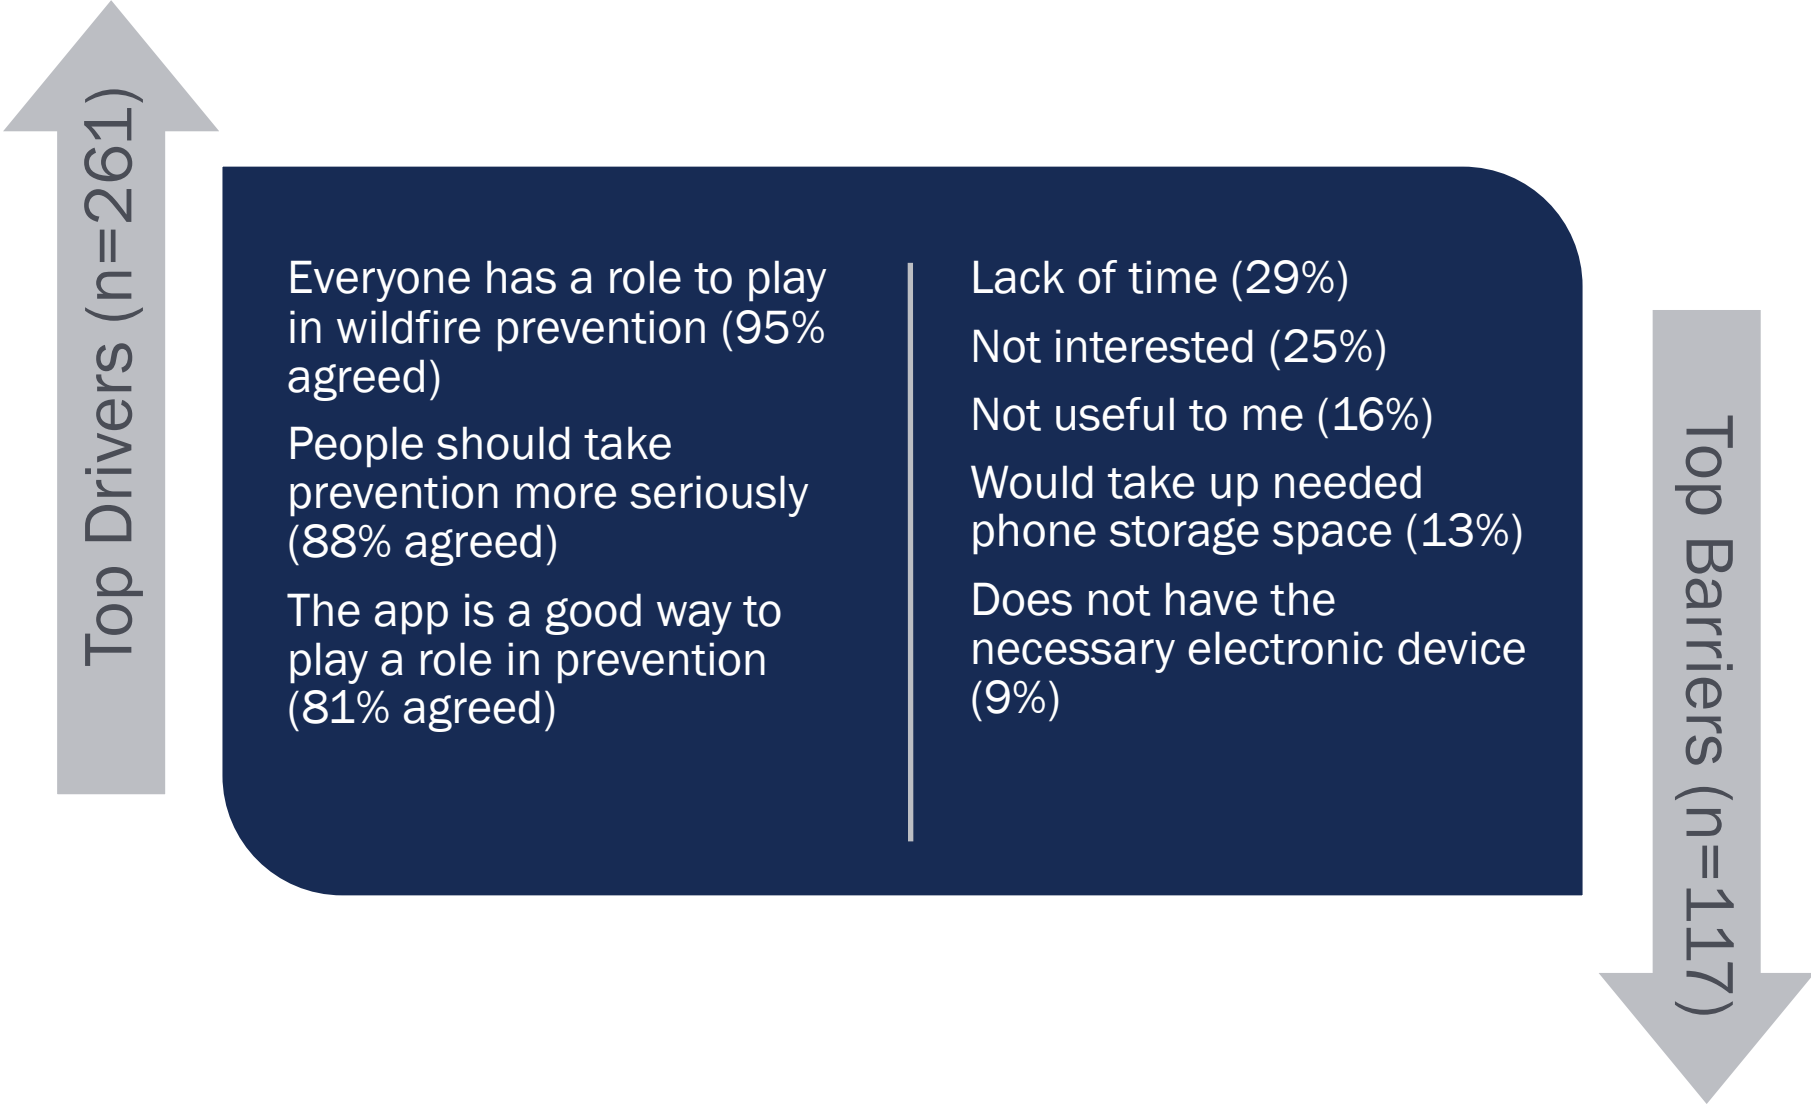 Top Drivers (n=261)
Everyone has a role to play
in wildfire prevention (95%
agreed)
People should take
prevention more seriously
(88% agreed)
The app is a good way to
play a role in prevention
(81% agreed)
Lack of time (29%)
Not interested (25%)
Not useful to me (16%)
Would take up needed
phone storage space (13%)
Does not have the
necessary electronic device
(9%)
Top Barriers (n=117)